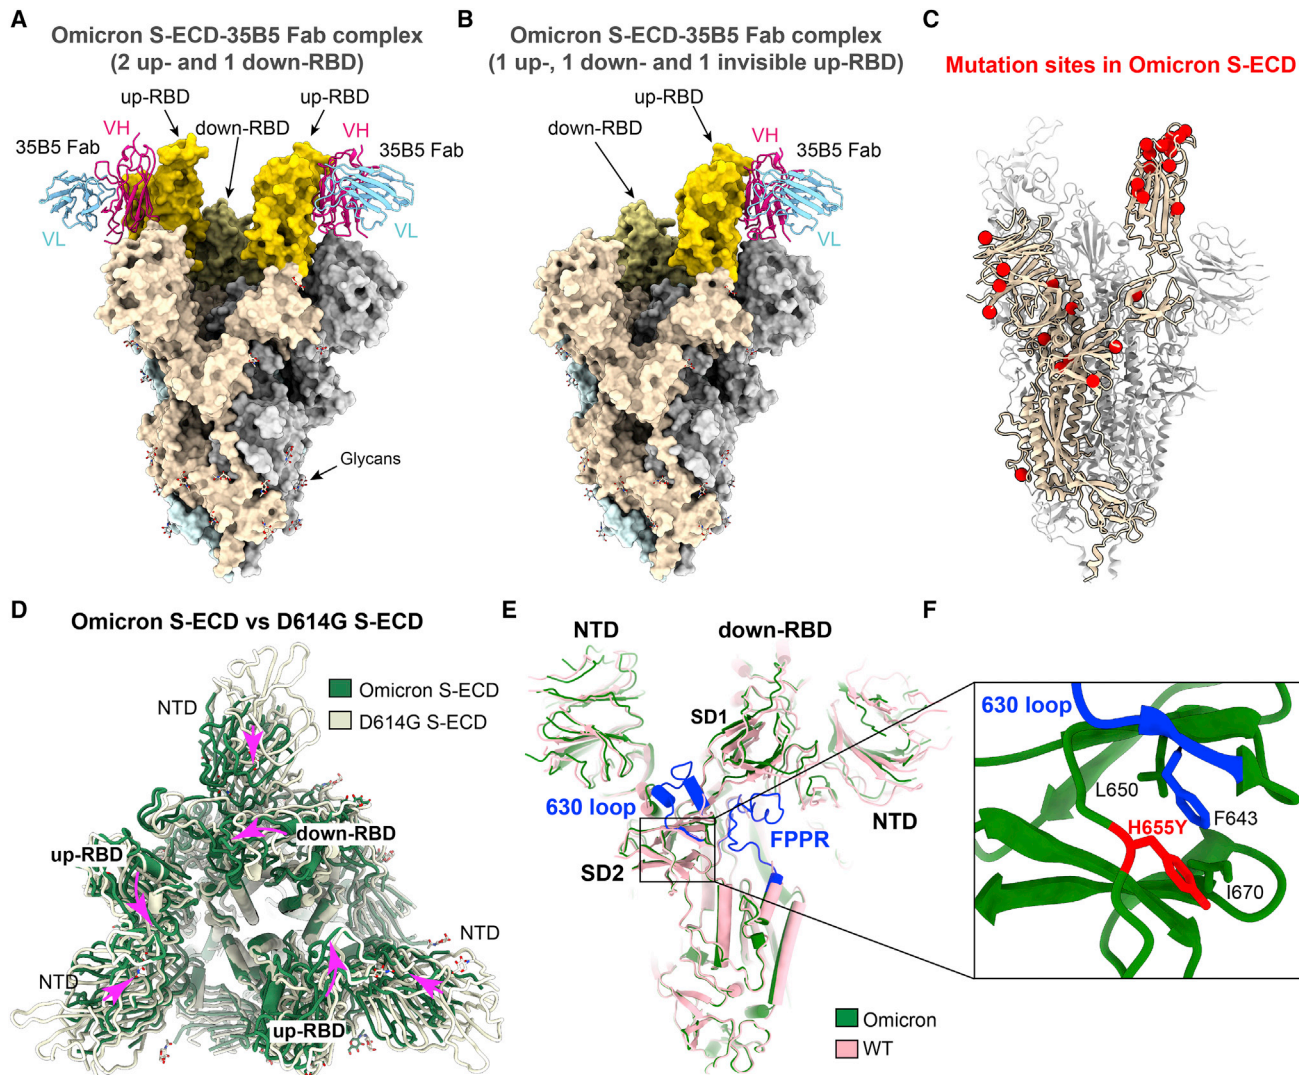 A
Omicron S-ECD-35B5 Fab complex
(2 up- and 1 down-RBD)
up-RBD
up-RBD
down-RBD
VH
VH
35B5 Fab
35B5 Fab
VL
VL
Glycans
B
Omicron S-ECD-35B5 Fab complex
(1 up-, 1 down- and 1 invisible up-RBD)
up-RBD
down-RBD
VH
35B5 Fab
VL
C
Mutation sites in Omicron S-ECD
D
Omicron S-ECD vs D614G S-ECD
NTD
Omicron S-ECD
D614G S-ECD
down-RBD
up-RBD
NTD
NTD
up-RBD
E
NTD
down-RBD
SD1
630 loop
NTD
FPPR
SD2
Omicron
WT
F
630 loop
L650
F643
H655Y
I670